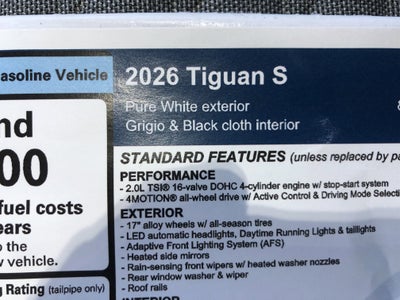 asoline Vehicle
2026 Tiguan S
Pure White exterior
Grigio & Black cloth interior
nd
00
fuel costs
ears
to the
v vehicle.
g Rating (tailpipe only)
STANDARD FEATURES (unless replaced by pa
PERFORMANCE
- 2.0L TSI® 16-valve DOHC 4-cylinder engine w/ stop-start system
- 4MOTION® all-wheel drive w/ Active Control & Driving Mode Selecti
EXTERIOR
- 17" alloy wheels w/ all-season tires
- LED automatic headlights, Daytime Running Lights & taillights
- Adaptive Front Lighting System (AFS)
- Heated side mirrors
- Rain-sensing front wipers w/ heated washer nozzles
- Rear window washer & wiper
- Roof rails